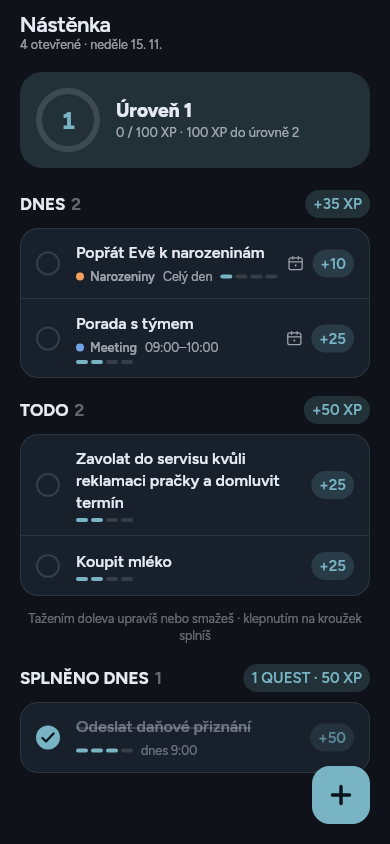 Nástěnka
4 otevřené · neděle 15. 11.
1
Úroveň 1
0 / 100 XP · 100 XP do úrovně 2
DNES 2
+35 XP
Popřát Evě k narozeninám
Narozeniny Celý den
+10
Porada s týmem
Meeting 09:00–10:00
+25
TODO 2
+50 XP
Zavolat do servisu kvůli
reklamaci pračky a domluvit
termín
+25
Koupit mléko
+25
Tažením doleva upravíš nebo smažeš · klepnutím na kroužek
splníš
SPLNĚNO DNES 1
1 QUEST · 50 XP
Odeslat daňové přiznání
dnes 9:00
+50